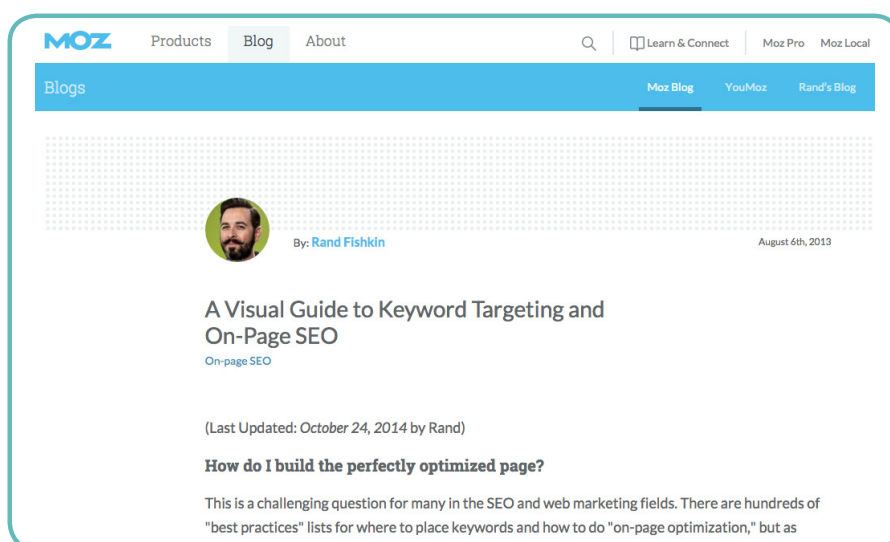 MOZ Products Blog About Learn & Connect Moz Pro Moz Local
Blogs Moz Blog YouMoz Rand's Blog
By: Rand Fishkin August 6th, 2013
A Visual Guide to Keyword Targeting and
On-Page SEO
On-page SEO
(Last Updated: October 24, 2014 by Rand)
How do I build the perfectly optimized page?
This is a challenging question for many in the SEO and web marketing fields. There are hundreds of
"best practices" lists for where to place keywords and how to do "on-page optimization," but as